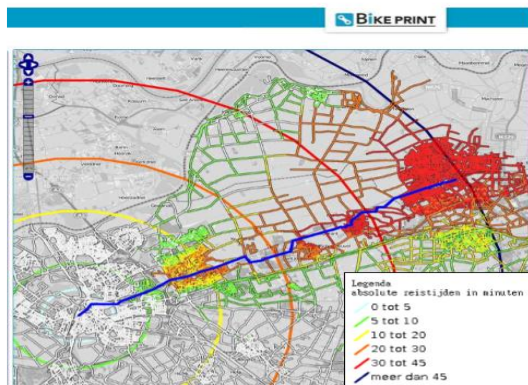 BIKE PRINT
Legenda
absolute reistijden in minuten
0 tot 5
5 tot 10
10 tot 20
20 tot 30
30 tot 45
meer dan 45